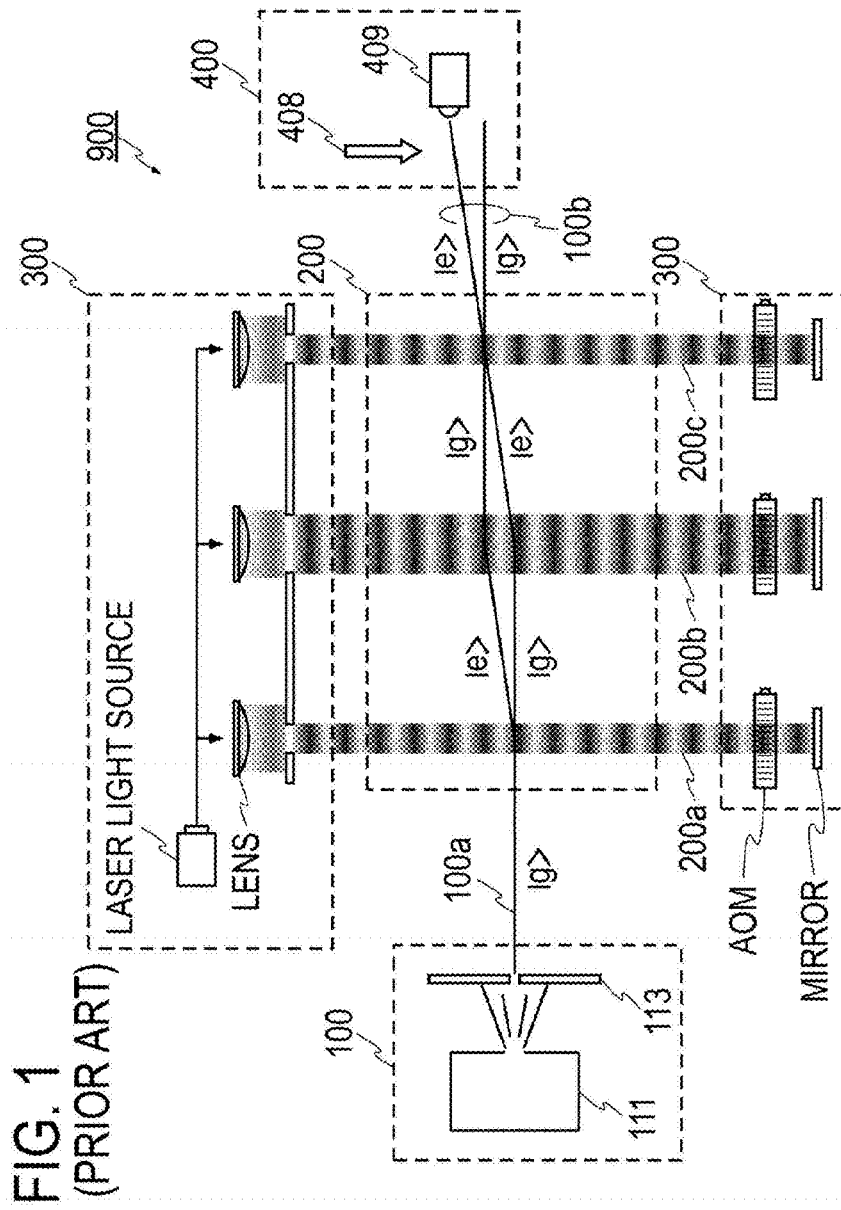 FIG. 1
(PRIOR ART)
900
300
LASER LIGHT SOURCE
LENS
400
408
409
200
|e>
|g>
100b
|g>
|e>
|e>
|g>
100
100a
|g>
113
111
300
200a
200b
200c
AOM
MIRROR